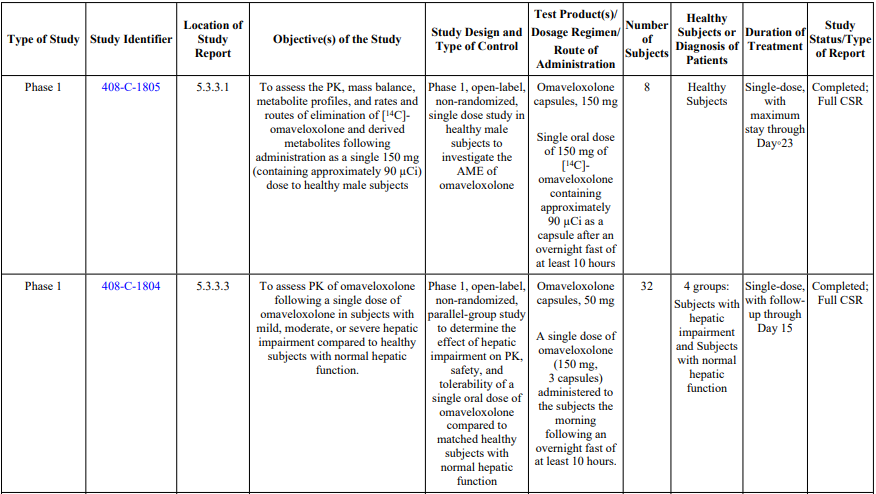 Type of Study
Study Identifier
Location of
Study
Report
Objective(s) of the Study
Study Design and
Type of Control
Test Product(s)/
Dosage Regimen/
Route of
Administration
Number
of
Subjects
Healthy
Subjects or
Diagnosis of
Patients
Duration of
Treatment
Study
Status/Type
of Report
Phase 1
408-C-1805
5.3.3.1
To assess the PK, mass balance,
metabolite profiles, and rates and
routes of elimination of [¹⁴C]-
omaveloxolone and derived
metabolites following
administration as a single 150 mg
(containing approximately 90 µCi)
dose to healthy male subjects
Phase 1, open-label,
non-randomized,
single dose study in
healthy male
subjects to
investigate the
AME of
omaveloxolone
Omaveloxolone
capsules, 150 mg
Single oral dose
of 150 mg of
[¹⁴C]-
omaveloxolone
containing
approximately
90 µCi as a
capsule after an
overnight fast of
at least 10 hours
8
Healthy
Subjects
Single-dose,
with
maximum
stay through
Day◦23
Completed;
Full CSR
Phase 1
408-C-1804
5.3.3.3
To assess PK of omaveloxolone
following a single dose of
omaveloxolone in subjects with
mild, moderate, or severe hepatic
impairment compared to healthy
subjects with normal hepatic
function.
Phase 1, open-label,
non-randomized,
parallel-group study
to determine the
effect of hepatic
impairment on PK,
safety, and
tolerability of a
single oral dose of
omaveloxolone
compared to
matched healthy
subjects with
normal hepatic
function
Omaveloxolone
capsules, 50 mg
A single dose of
omaveloxolone
(150 mg,
3 capsules)
administered to
the subjects the
morning
following an
overnight fast of
at least 10 hours.
32
4 groups:
Subjects with
hepatic
impairment
and Subjects
with normal
hepatic
function
Single-dose,
with follow-
up through
Day 15
Completed;
Full CSR